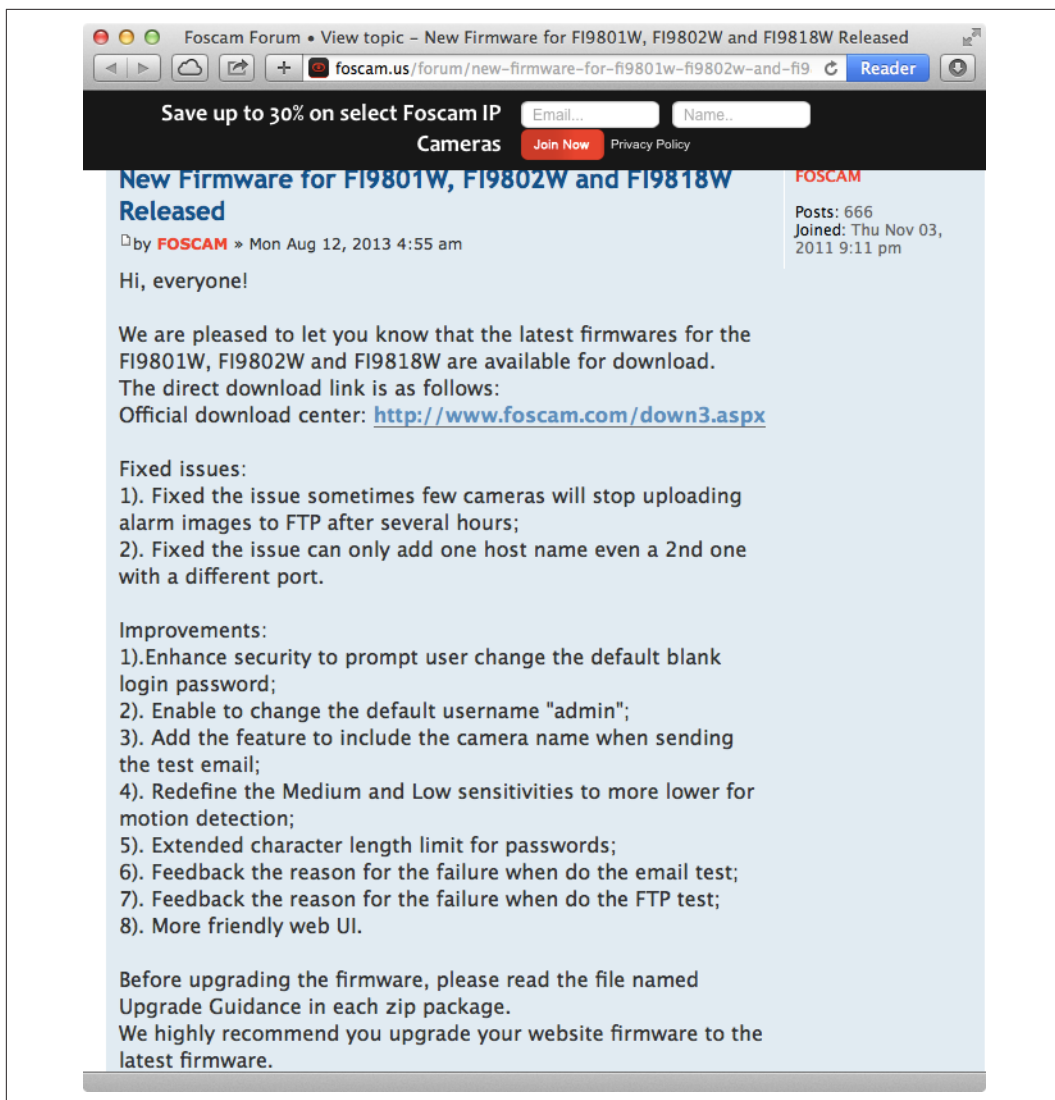 Foscam Forum • View topic – New Firmware for FI9801W, FI9802W and FI9818W Released
foscam.us/forum/new-firmware-for-fi9801w-fi9802w-and-fi9
Reader
Save up to 30% on select Foscam IP
Cameras
Email...
Name..
Join Now
Privacy Policy
New Firmware for FI9801W, FI9802W and FI9818W
Released
by FOSCAM » Mon Aug 12, 2013 4:55 am
FOSCAM
Posts: 666
Joined: Thu Nov 03,
2011 9:11 pm
Hi, everyone!
We are pleased to let you know that the latest firmwares for the
FI9801W, FI9802W and FI9818W are available for download.
The direct download link is as follows:
Official download center: http://www.foscam.com/down3.aspx
Fixed issues:
1). Fixed the issue sometimes few cameras will stop uploading
alarm images to FTP after several hours;
2). Fixed the issue can only add one host name even a 2nd one
with a different port.
Improvements:
1).Enhance security to prompt user change the default blank
login password;
2). Enable to change the default username "admin";
3). Add the feature to include the camera name when sending
the test email;
4). Redefine the Medium and Low sensitivities to more lower for
motion detection;
5). Extended character length limit for passwords;
6). Feedback the reason for the failure when do the email test;
7). Feedback the reason for the failure when do the FTP test;
8). More friendly web UI.
Before upgrading the firmware, please read the file named
Upgrade Guidance in each zip package.
We highly recommend you upgrade your website firmware to the
latest firmware.